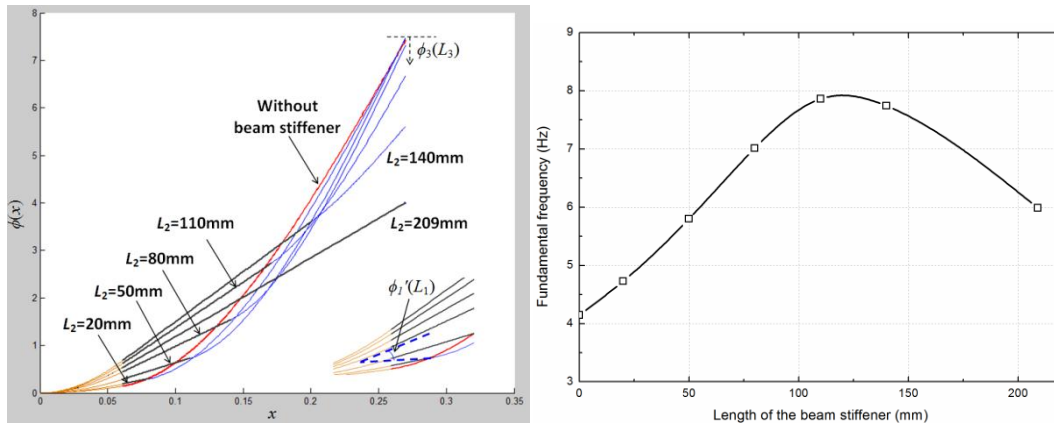 8
7
6
5
4
3
2
1
0
ϕ(x)
0
0.05
0.1
0.15
0.2
0.25
0.3
0.35
x
ϕ₃(L₃)
Without
beam stiffener
L₂=140mm
L₂=110mm
L₂=209mm
L₂=80mm
L₂=50mm
L₂=20mm
ϕ₁'(L₁)
9
8
7
6
5
4
3
Fundamental frequency (Hz)
0
50
100
150
200
Length of the beam stiffener (mm)